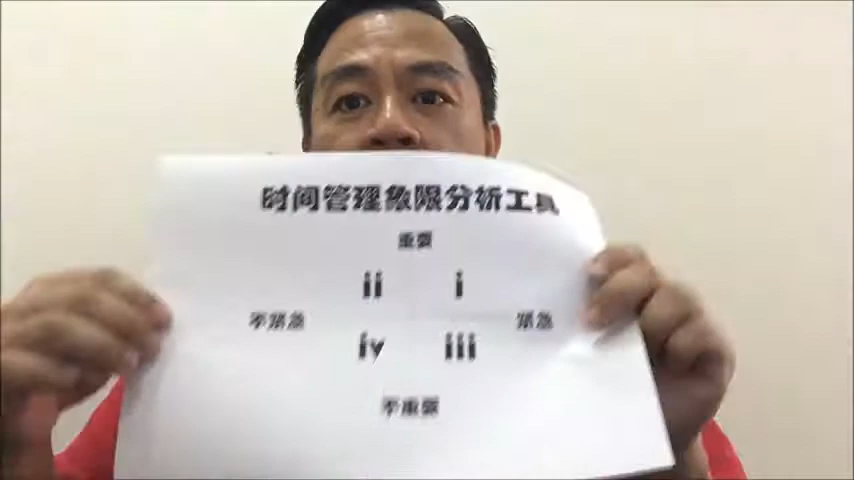 时间管理象限分析工具
重要
ii i
不紧急 紧急
iv iii
不重要